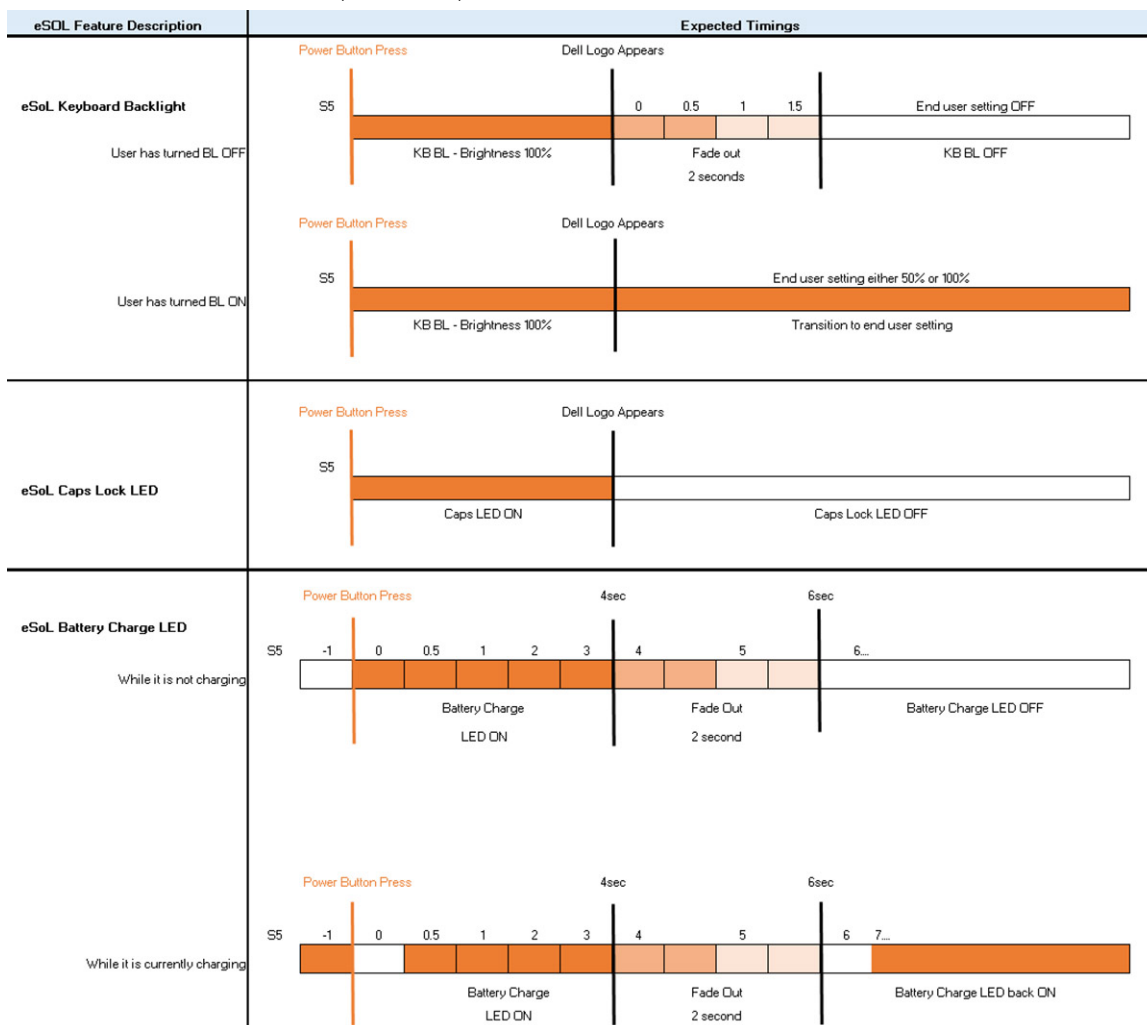 eSOL Feature Description
Expected Timings
Power Button Press
Dell Logo Appears
eSoL Keyboard Backlight
S5
0 0.5 1 1.5
End user setting OFF
User has turned BL OFF
KB BL - Brightness 100%
Fade out
KB BL OFF
2 seconds
Power Button Press
Dell Logo Appears
S5
End user setting either 50% or 100%
User has turned BL ON
KB BL - Brightness 100%
Transition to end user setting
Power Button Press
Dell Logo Appears
S5
eSoL Caps Lock LED
Caps LED ON
Caps Lock LED OFF
Power Button Press
4sec
6sec
eSoL Battery Charge LED
S5 -1 0 0.5 1 2 3 4 5 6...
While it is not charging
Battery Charge
Fade Out
Battery Charge LED OFF
LED ON
2 second
Power Button Press
4sec
6sec
S5 -1 0 0.5 1 2 3 4 5 6 7...
While it is currently charging
Battery Charge
Fade Out
Battery Charge LED back ON
LED ON
2 second